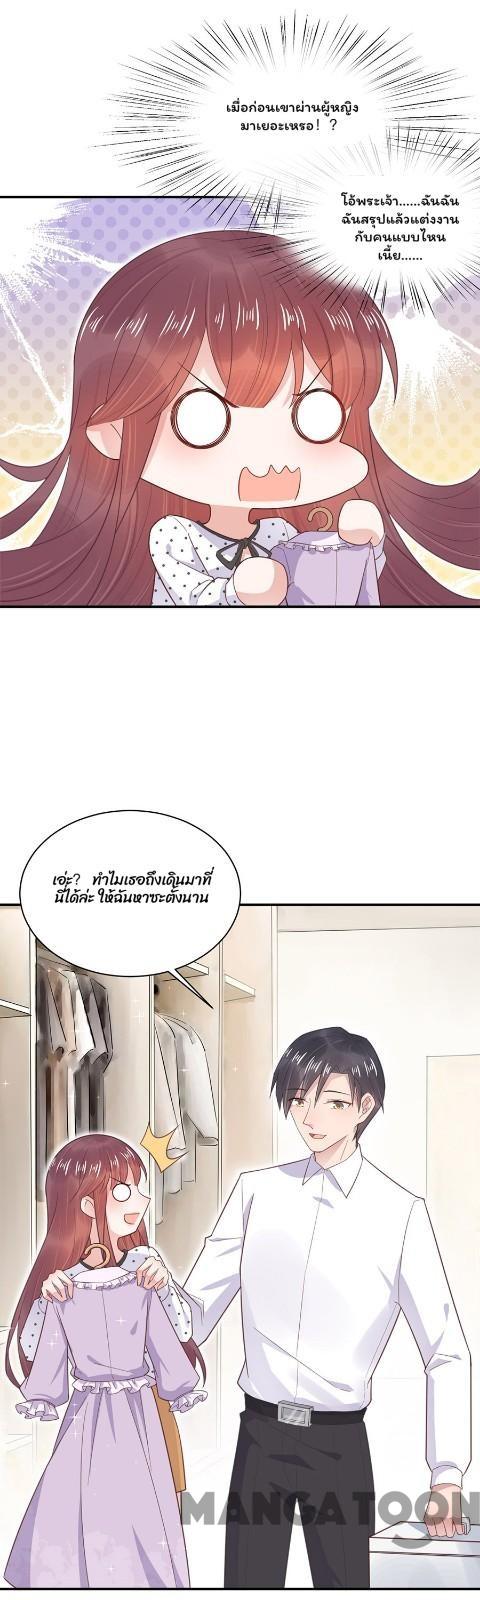 เมื่อก่อนเขาผ่านผู้หญิง
มาเยอะเหรอ! ?
โอ้พระเจ้า......ฉันฉัน
ฉันสรุปแล้วแต่งงาน
กับคนแบบไหน
เนี้ย......
เอ่ะ? ทำไมเธอถึงเดินมาที่
นี่ได้ล่ะ ให้ฉันหาซะตั้งนาน
MANGATOON